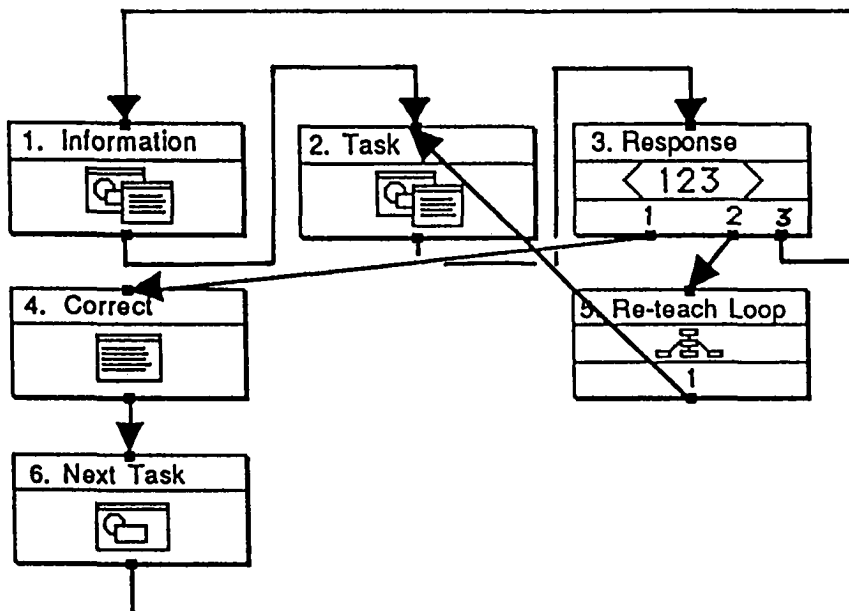 1. Information
2. Task
3. Response
123
1 2 3
4. Correct
5. Re-teach Loop
1
6. Next Task